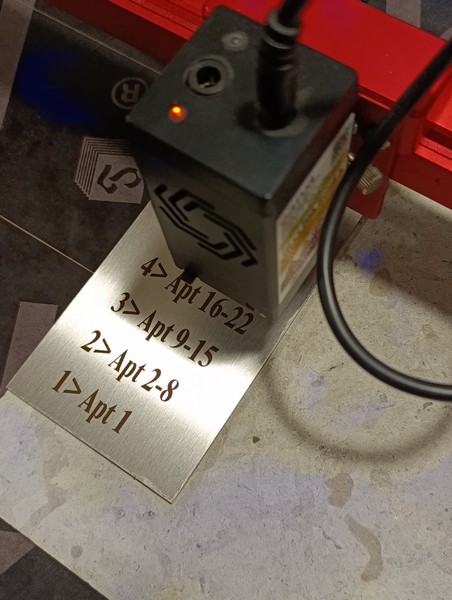 ®
4> Apt 16-22
3> Apt 9-15
2> Apt 2-8
1> Apt 1